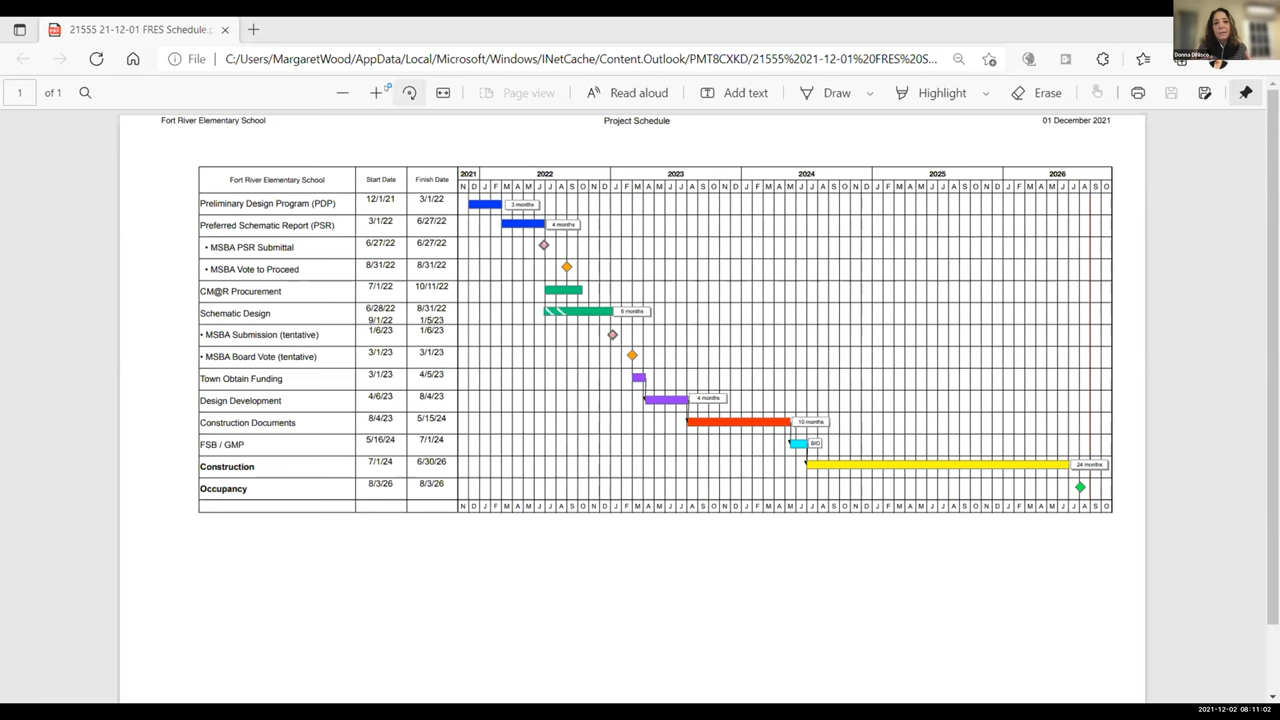 21555 21-12-01 FRES Schedule.p
File C:/Users/MargaretWood/AppData/Local/Microsoft/Windows/INetCache/Content.Outlook/PMT8CXKD/21555%2021-12-01%20FRES%20S...
Donna DiNisco
1 of 1 Page view Read aloud Add text Draw Highlight Erase
Fort River Elementary School Project Schedule 01 December 2021
Fort River Elementary School Start Date Finish Date 2021 2022 2023 2024 2025 2026
N D J F M A M J J A S O N D J F M A M J J A S O N D J F M A M J J A S O N D J F M A M J J A S O N D J F M A M J J A S O
Preliminary Design Program (PDP) 12/1/21 3/1/22 3 months
Preferred Schematic Report (PSR) 3/1/22 6/27/22 4 months
• MSBA PSR Submittal 6/27/22 6/27/22
• MSBA Vote to Proceed 8/31/22 8/31/22
CM@R Procurement 7/1/22 10/11/22
Schematic Design 6/28/22 8/31/22 6 months
9/1/22 1/5/23
• MSBA Submission (tentative) 1/6/23 1/6/23
• MSBA Board Vote (tentative) 3/1/23 3/1/23
Town Obtain Funding 3/1/23 4/5/23
Design Development 4/6/23 8/4/23 4 months
Construction Documents 8/4/23 5/15/24 10 months
FSB / GMP 5/16/24 7/1/24 BID
Construction 7/1/24 6/30/26 24 months
Occupancy 8/3/26 8/3/26
N D J F M A M J J A S O N D J F M A M J J A S O N D J F M A M J J A S O N D J F M A M J J A S O N D J F M A M J J A S O
2021-12-02 08:11:02